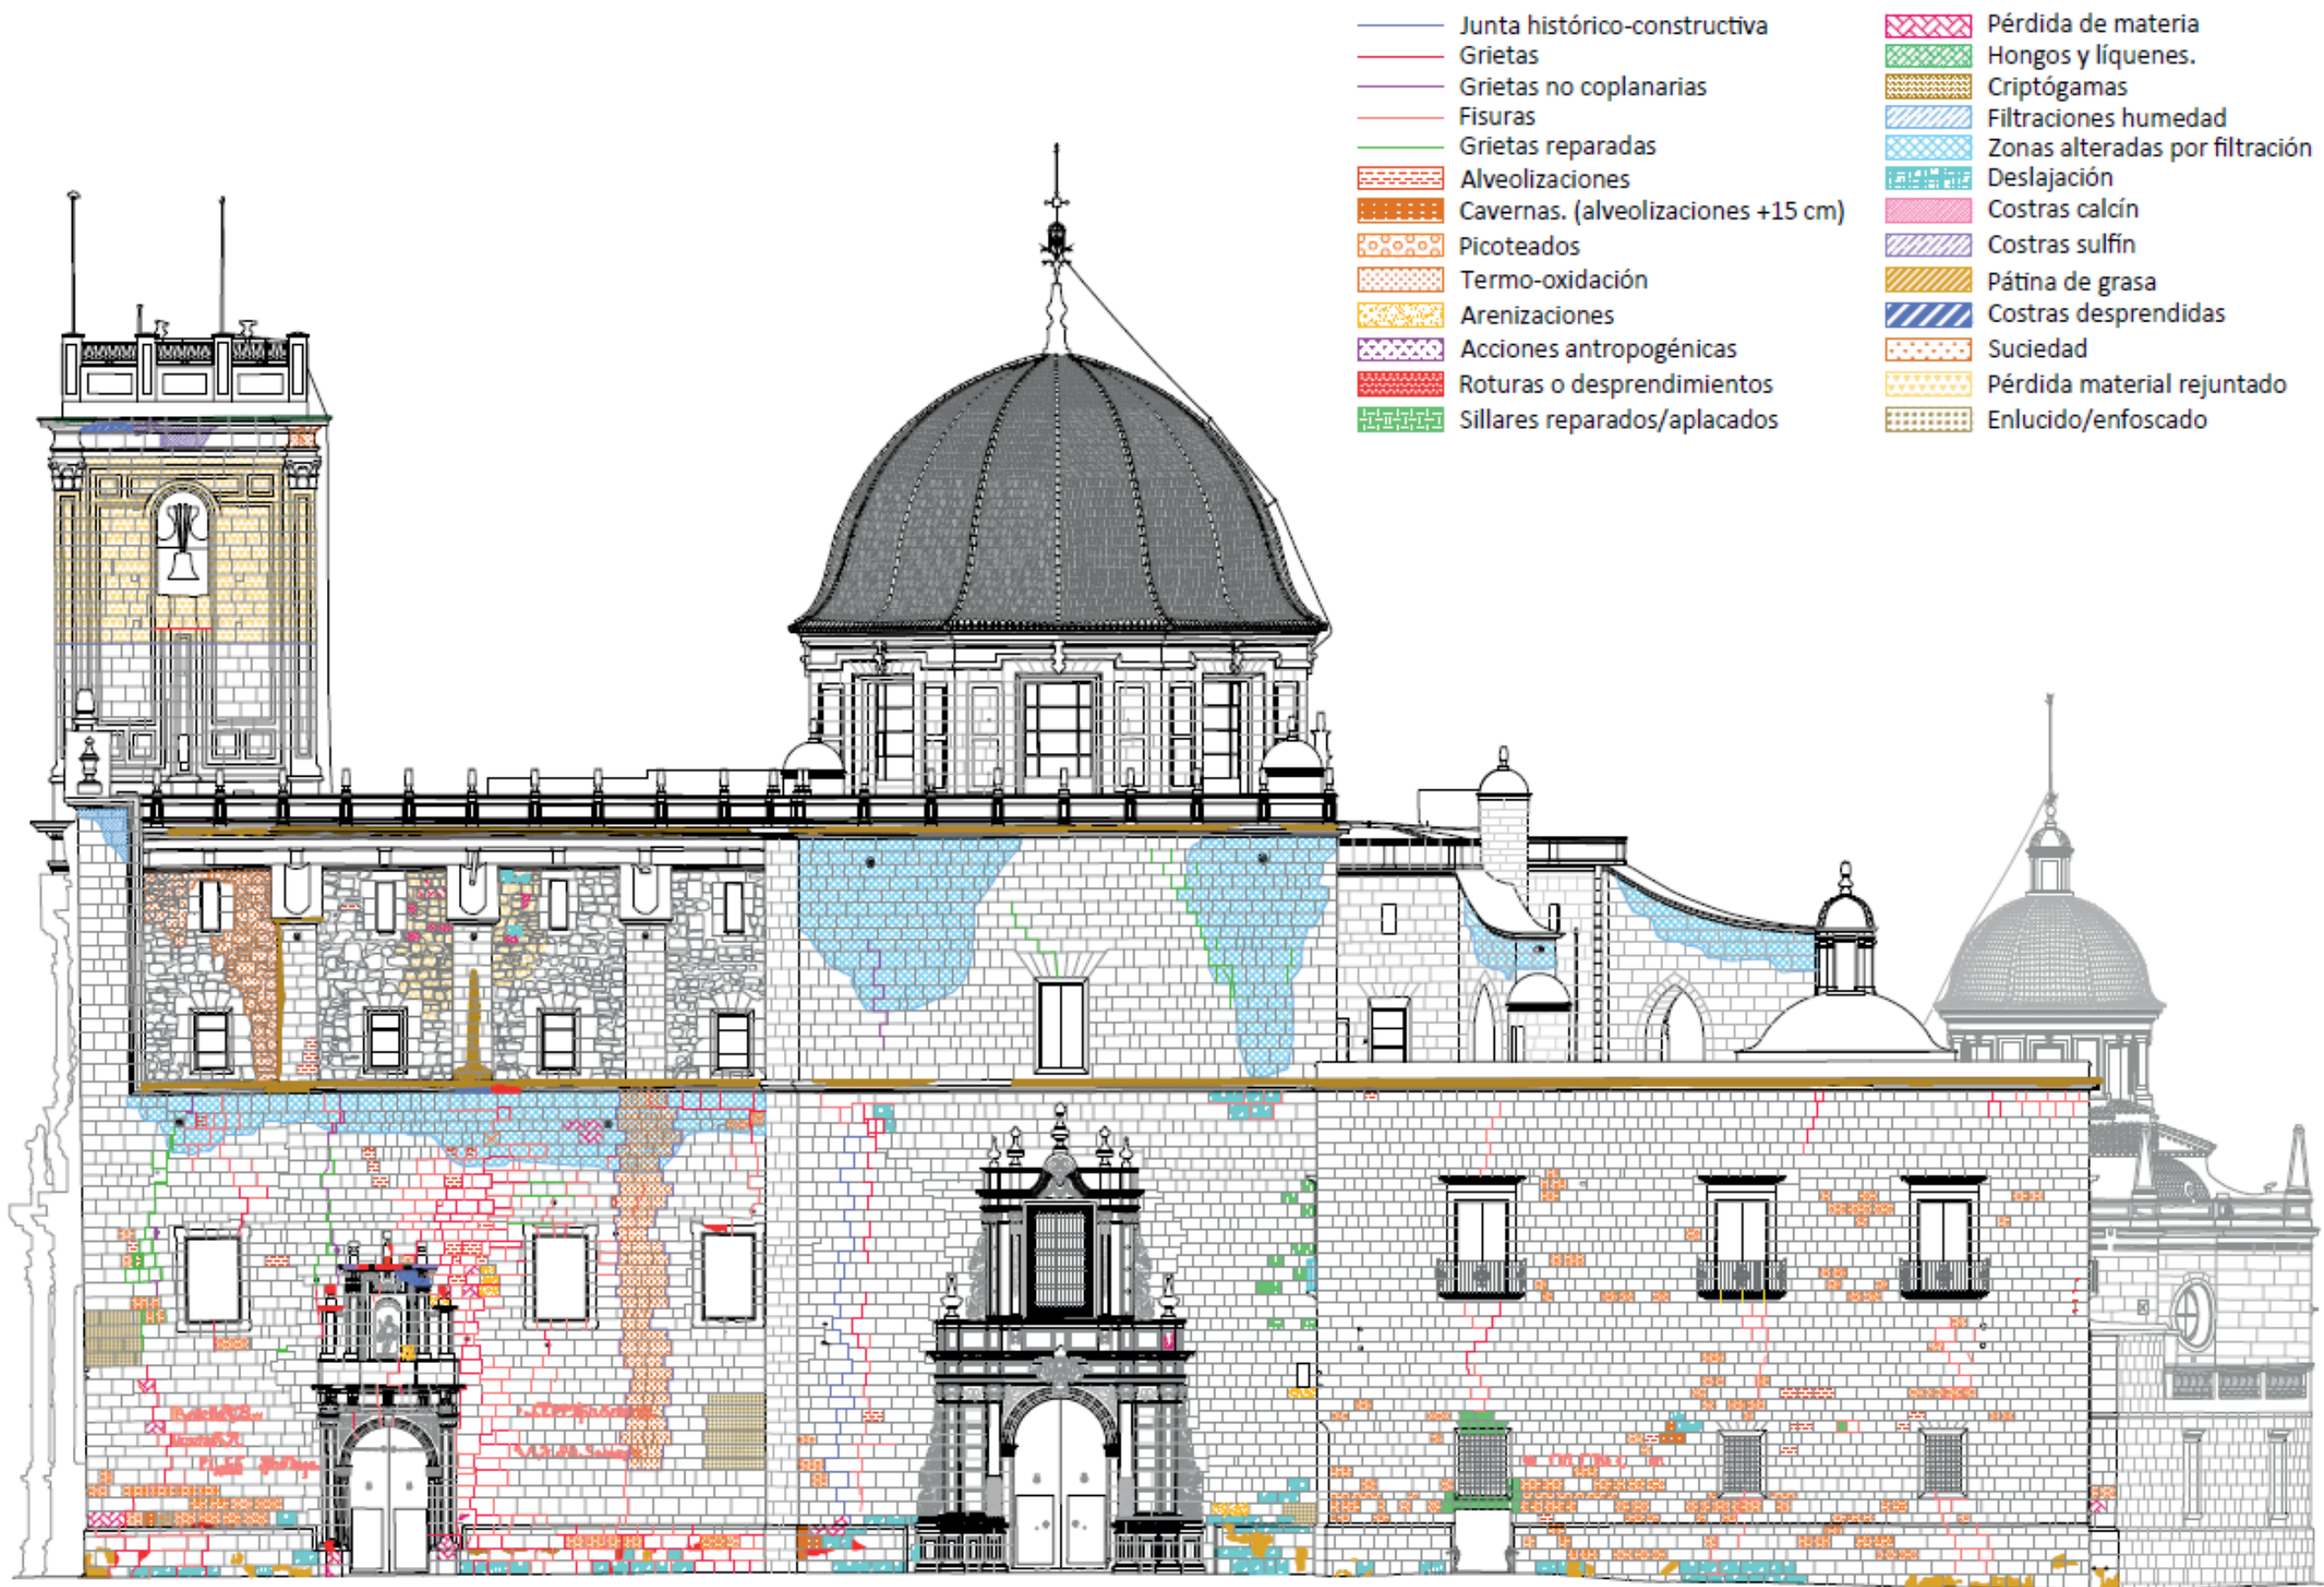 Junta histórico-constructiva
Grietas
Grietas no coplanarias
Fisuras
Grietas reparadas
Alveolizaciones
Cavernas. (alveolizaciones +15 cm)
Picoteados
Termo-oxidación
Arenizaciones
Acciones antropogénicas
Roturas o desprendimientos
Sillares reparados/aplacados
Pérdida de materia
Hongos y líquenes.
Criptógamas
Filtraciones humedad
Zonas alteradas por filtración
Deslajación
Costras calcín
Costras sulfín
Pátina de grasa
Costras desprendidas
Suciedad
Pérdida material rejuntado
Enlucido/enfoscado